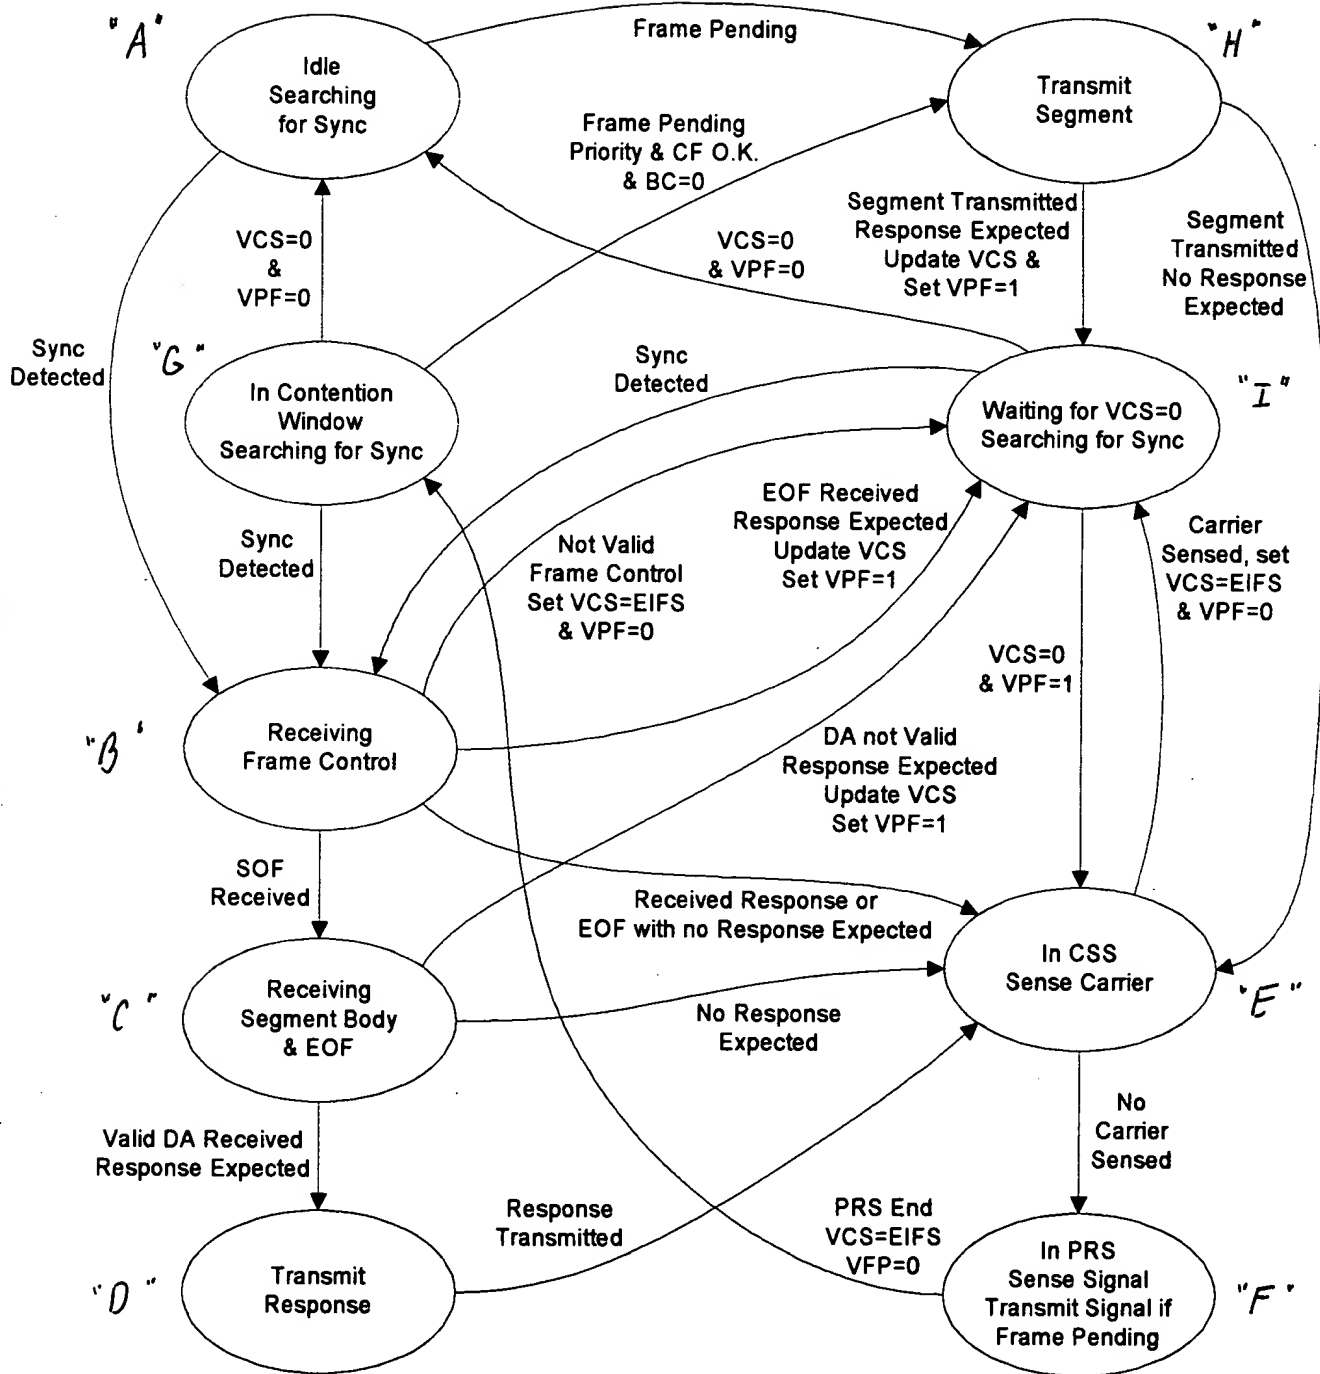 "A"
Idle
Searching
for Sync
Frame Pending
Transmit
Segment
"H"
Frame Pending
Priority & CF O.K.
& BC=0
VCS=0
&
VPF=0
VCS=0
& VPF=0
Segment Transmitted
Response Expected
Update VCS &
Set VPF=1
Segment
Transmitted
No Response
Expected
Sync
Detected
"G"
In Contention
Window
Searching for Sync
Sync
Detected
Waiting for VCS=0
Searching for Sync
"I"
Sync
Detected
Not Valid
Frame Control
Set VCS=EIFS
& VPF=0
EOF Received
Response Expected
Update VCS
Set VPF=1
Carrier
Sensed, set
VCS=EIFS
& VPF=0
VCS=0
& VPF=1
"B"
Receiving
Frame Control
DA not Valid
Response Expected
Update VCS
Set VPF=1
SOF
Received
Received Response or
EOF with no Response Expected
"C"
Receiving
Segment Body
& EOF
No Response
Expected
In CSS
Sense Carrier
"E"
Valid DA Received
Response Expected
No
Carrier
Sensed
"D"
Transmit
Response
Response
Transmitted
PRS End
VCS=EIFS
VFP=0
In PRS
Sense Signal
Transmit Signal if
Frame Pending
"F"